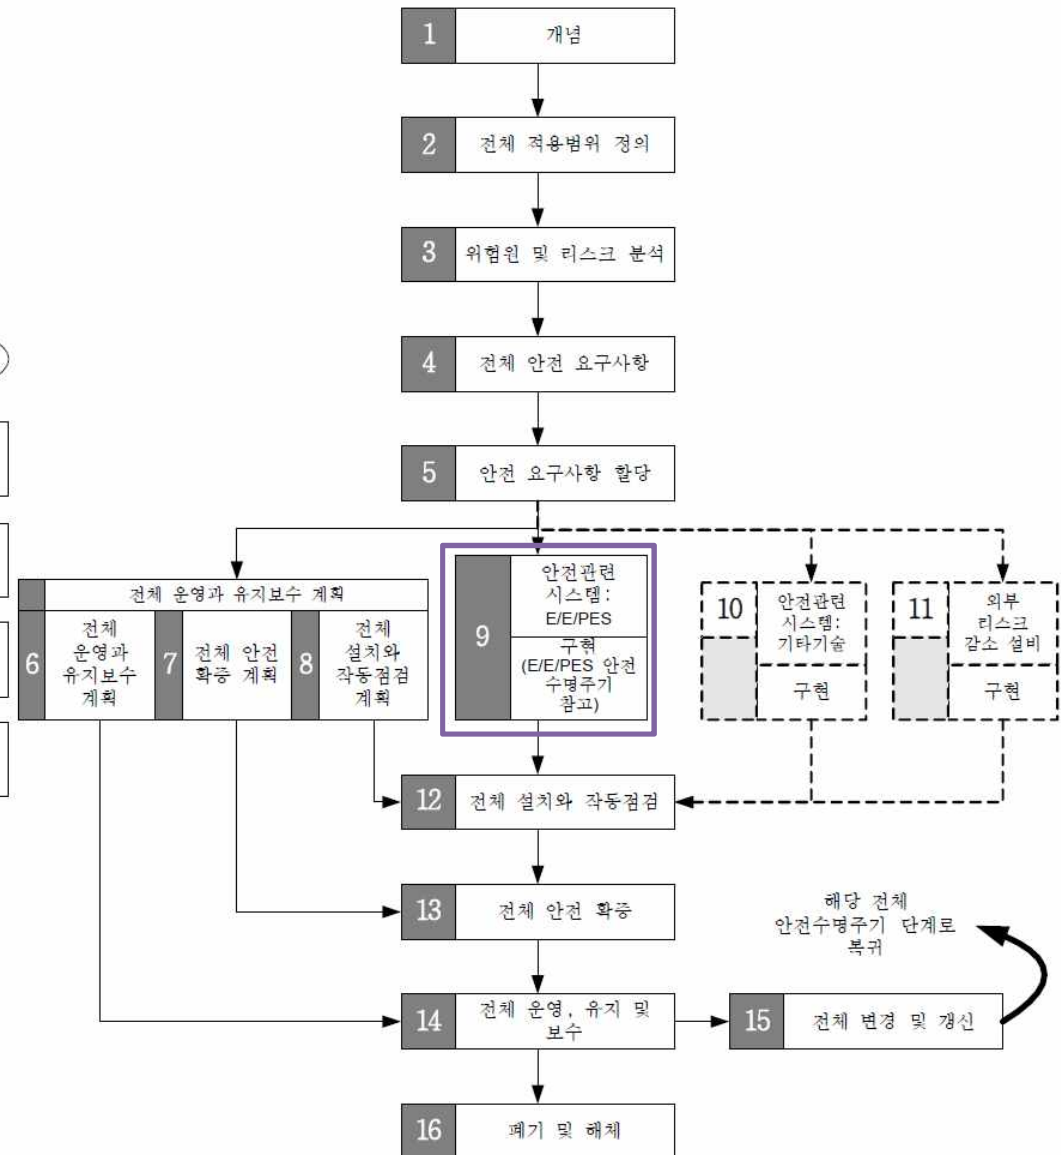 1
개념
2
전체 적용범위 정의
3
위험원 및 리스크 분석
4
전체 안전 요구사항
5
안전 요구사항 할당
전체 운영과 유지보수 계획
6
전체
운영과
유지보수
계획
7
전체 안전
확증 계획
8
전체
설치와
작동점검
계획
9
안전관련
시스템:
E/E/PES
구현
(E/E/PES 안전
수명주기
참고)
10
안전관련
시스템:
기타기술
구현
11
외부
리스크
감소 설비
구현
12
전체 설치와 작동점검
13
전체 안전 확증
해당 전체
안전수명주기 단계로
복귀
14
전체 운영, 유지 및
보수
15
전체 변경 및 갱신
16
폐기 및 해체